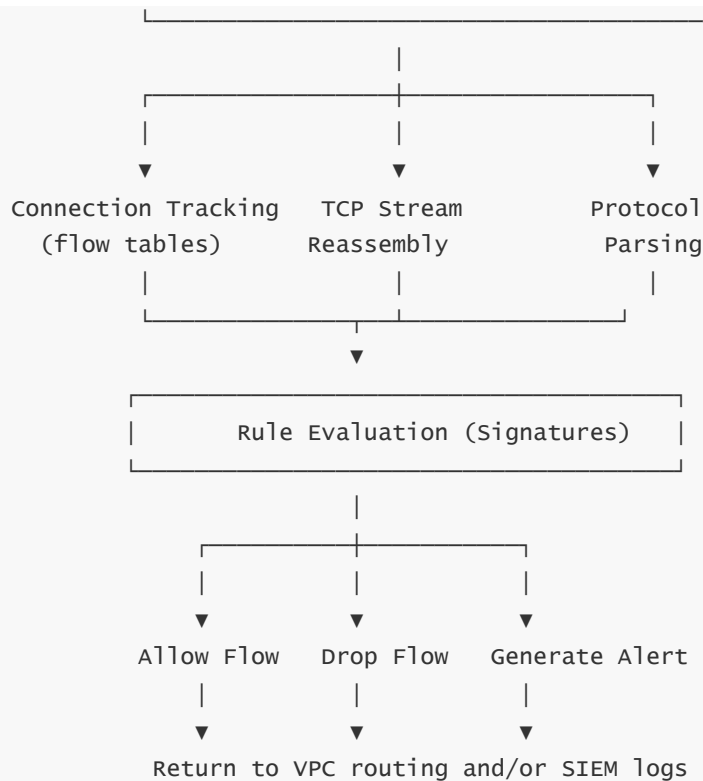 Connection Tracking TCP Stream Protocol
(flow tables) Reassembly Parsing
Rule Evaluation (Signatures)
Allow Flow Drop Flow Generate Alert
Return to VPC routing and/or SIEM logs